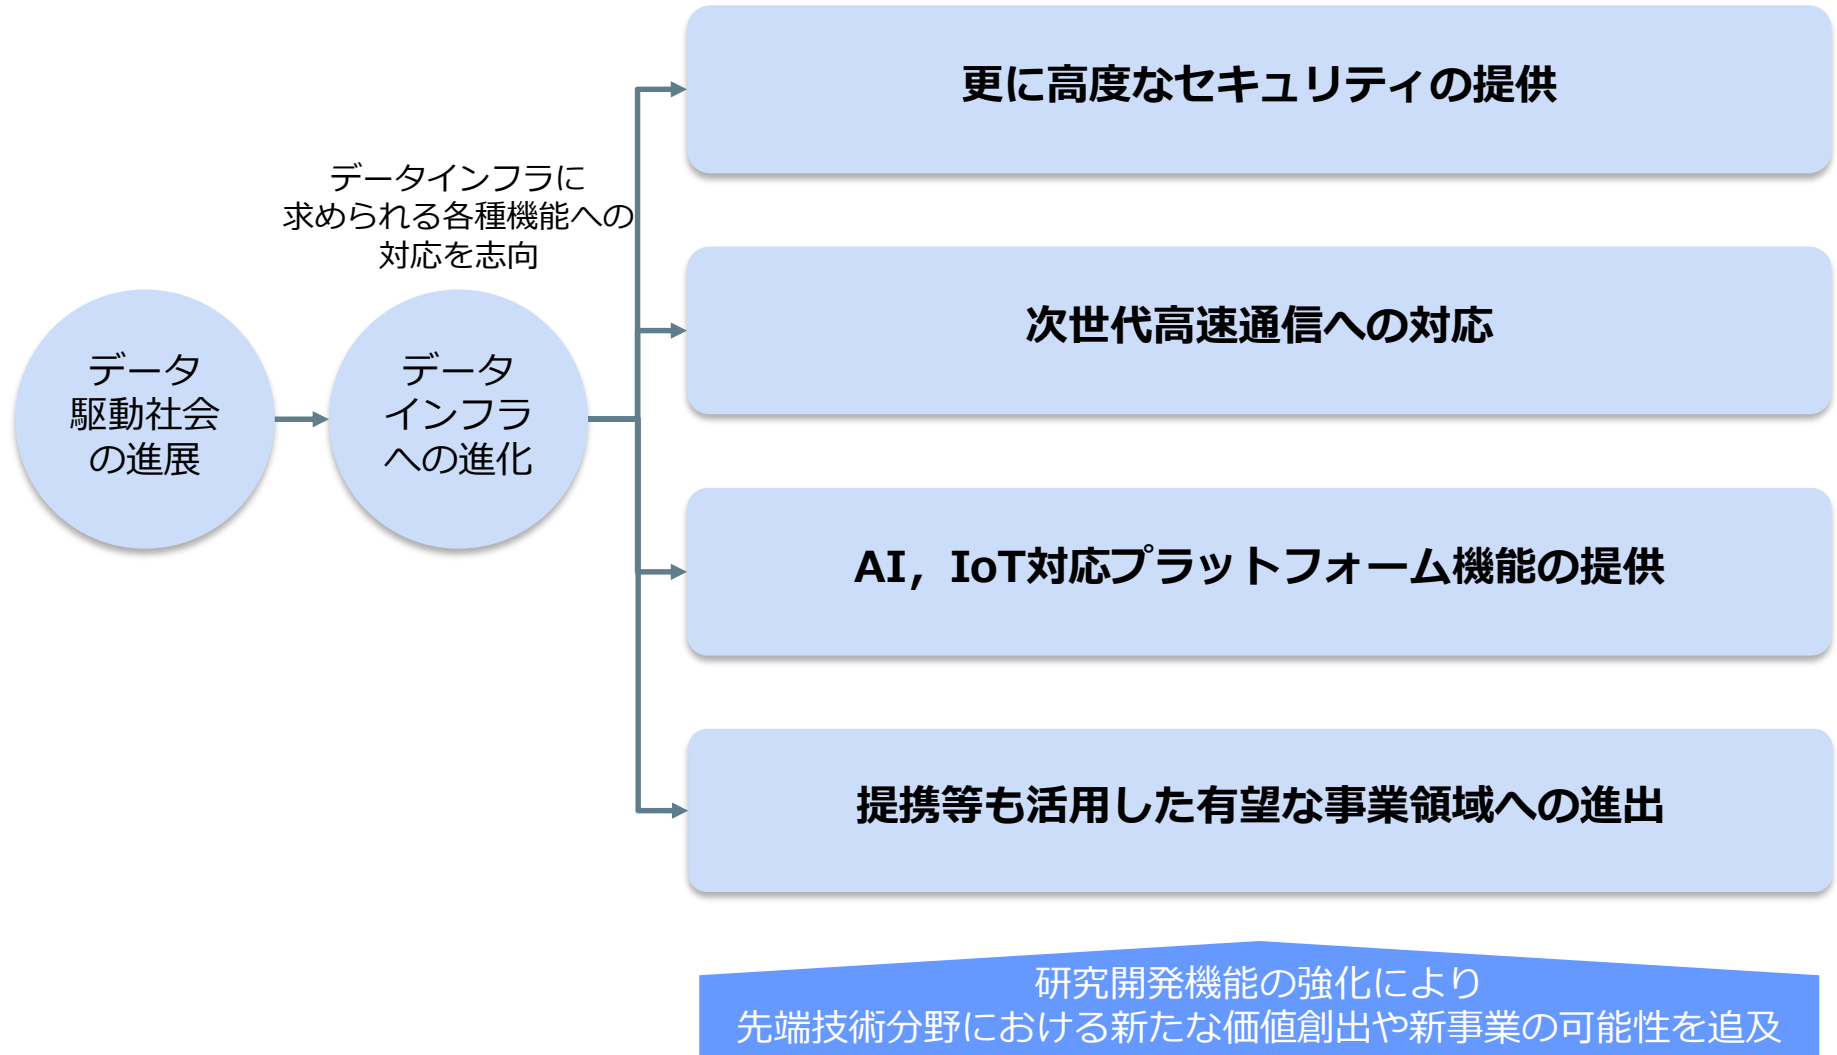 データ
駆動社会
の進展
データインフラに
求められる各種機能への
対応を志向
データ
インフラ
への進化
更に高度なセキュリティの提供
次世代高速通信への対応
AI，IoT対応プラットフォーム機能の提供
提携等も活用した有望な事業領域への進出
研究開発機能の強化により
先端技術分野における新たな価値創出や新事業の可能性を追及